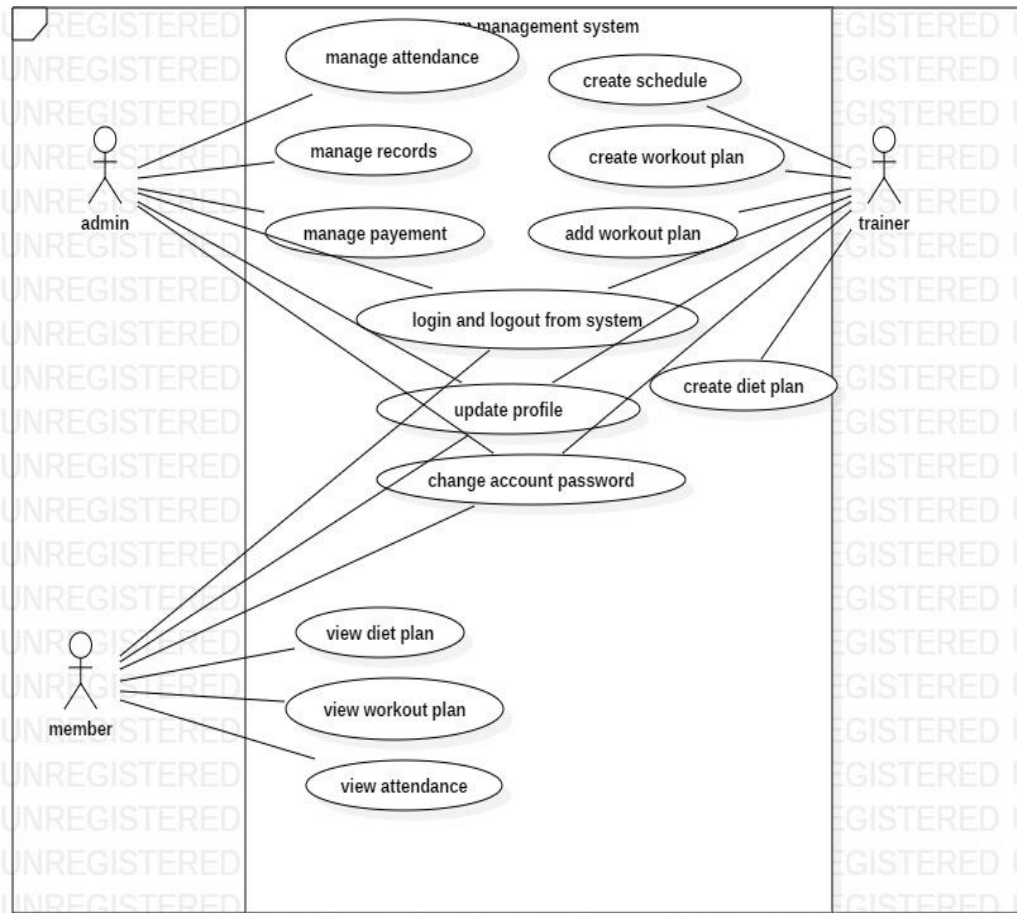 management system
manage attendance
create schedule
manage records
create workout plan
admin
trainer
manage payement
add workout plan
login and logout from system
create diet plan
update profile
change account password
view diet plan
member
view workout plan
view attendance
UNREGISTERED